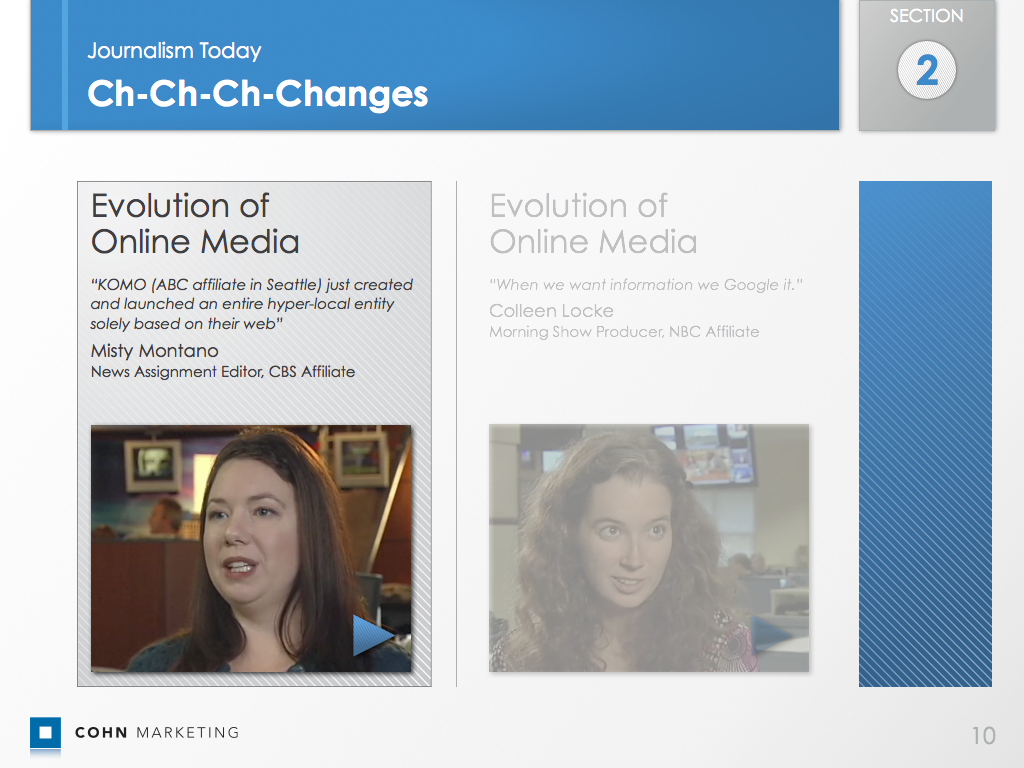 SECTION
2
Journalism Today
Ch-Ch-Ch-Changes
Evolution of
Online Media
“KOMO (ABC affiliate in Seattle) just created
and launched an entire hyper-local entity
solely based on their web”
Misty Montano
News Assignment Editor, CBS Affiliate
Evolution of
Online Media
“When we want information we Google it.”
Colleen Locke
Morning Show Producer, NBC Affiliate
COHN MARKETING
10